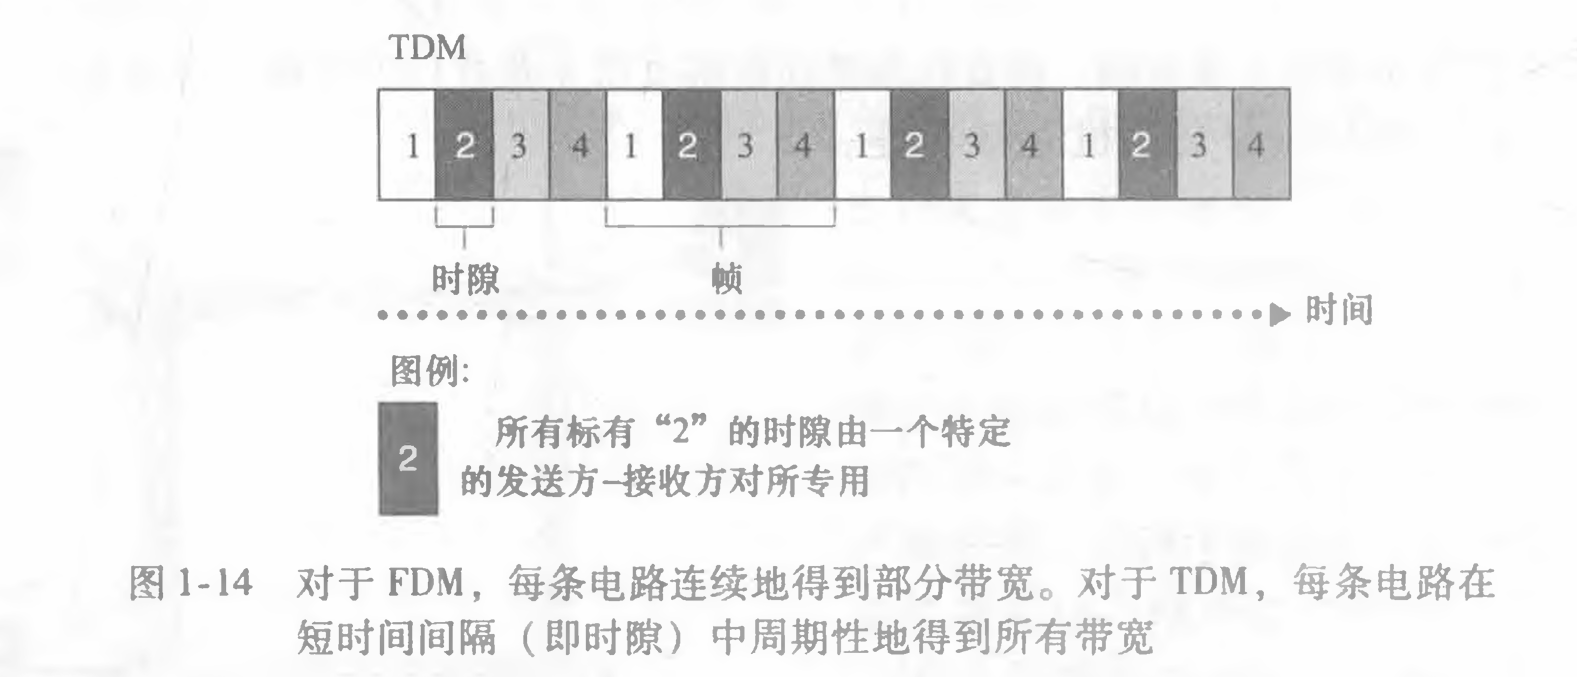 TDM
1 2 3 4 1 2 3 4 1 2 3 4 1 2 3 4
时隙 帧
时间
图例:
2 所有标有“2”的时隙由一个特定
的发送方-接收方对所专用
图1-14 对于 FDM，每条电路连续地得到部分带宽。对于 TDM，每条电路在
短时间间隔（即时隙）中周期性地得到所有带宽